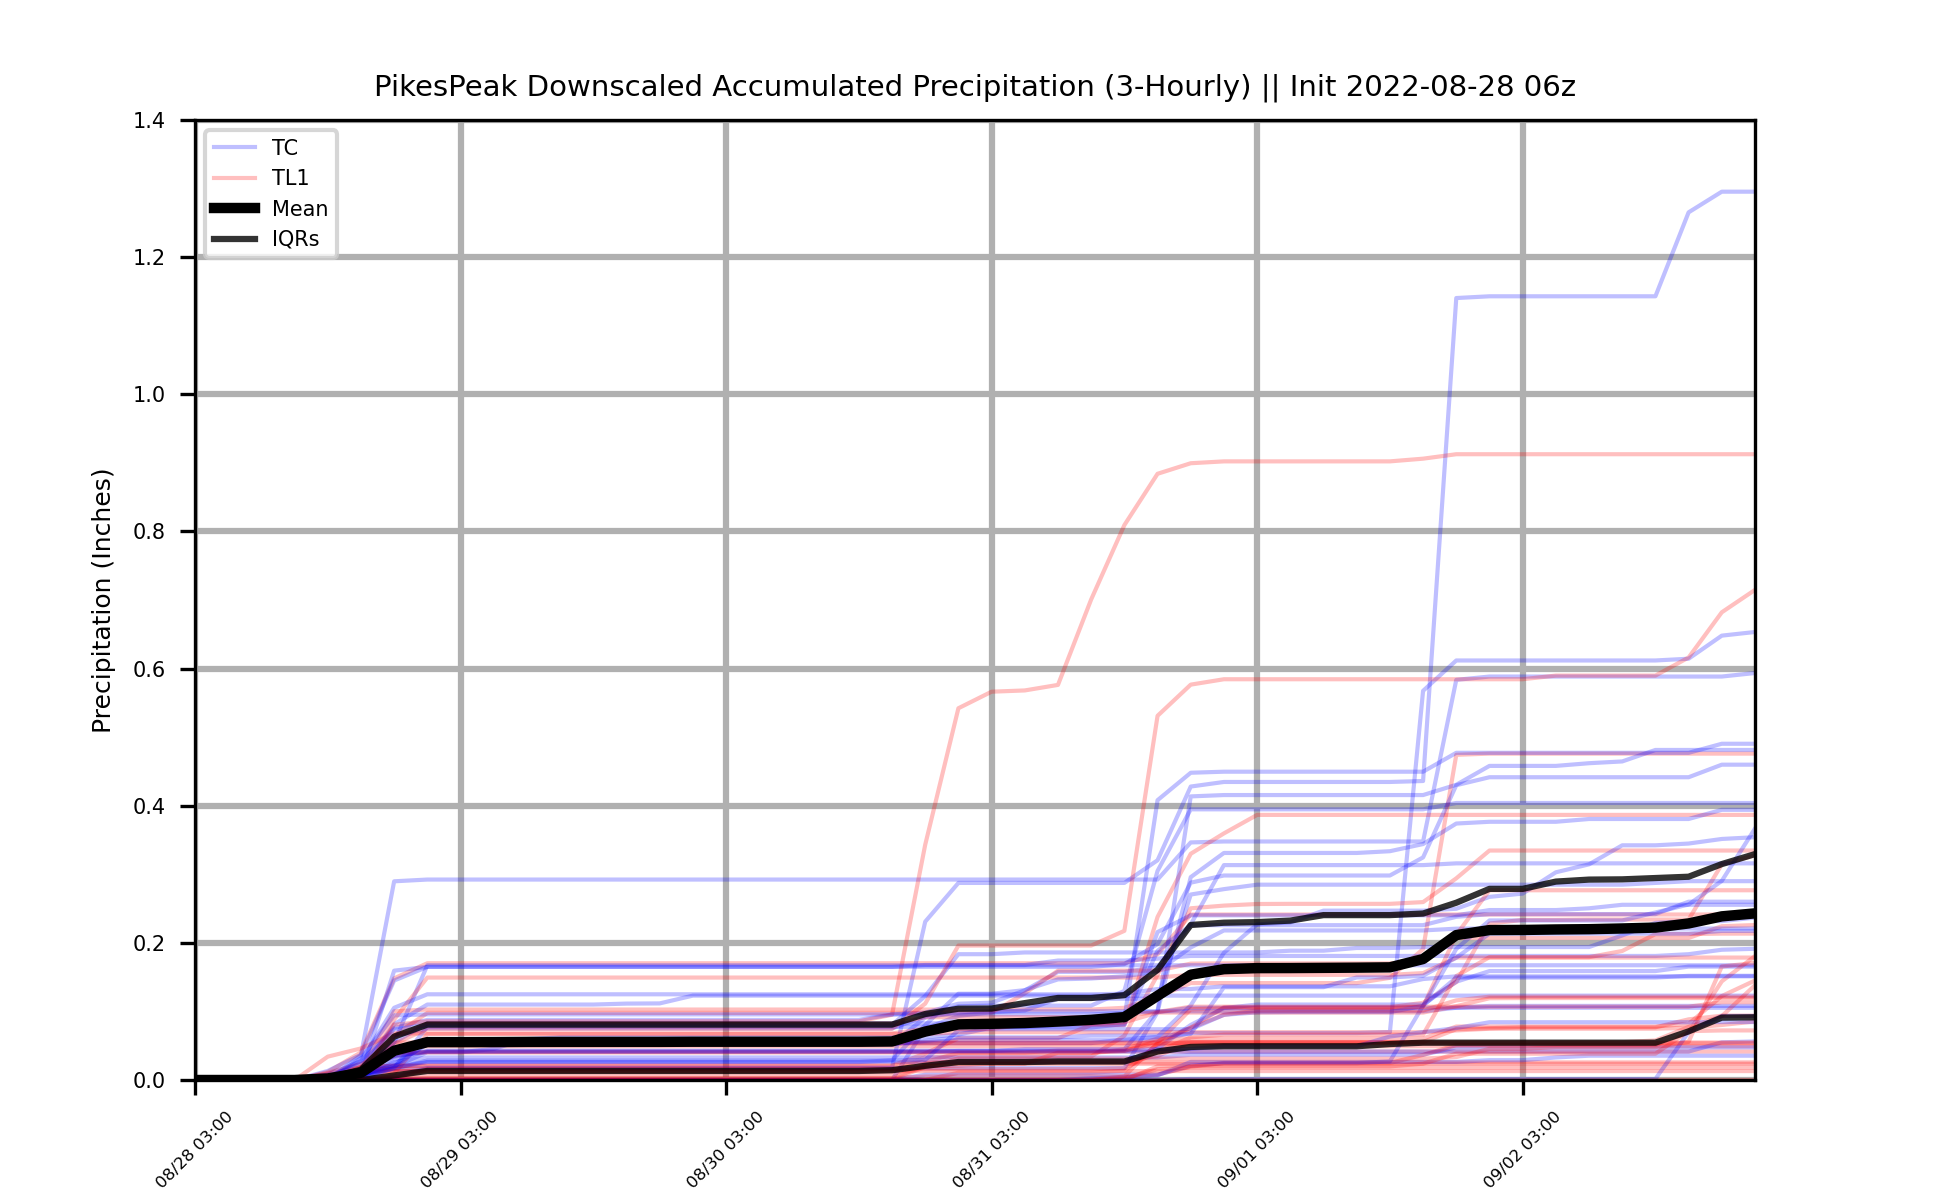 PikesPeak Downscaled Accumulated Precipitation (3-Hourly) || Init 2022-08-28 06z
TC
TL1
Mean
IQRs
Precipitation (Inches)
1.4
1.2
1.0
0.8
0.6
0.4
0.2
0.0
08/28 03:00
08/29 03:00
08/30 03:00
08/31 03:00
09/01 03:00
09/02 03:00